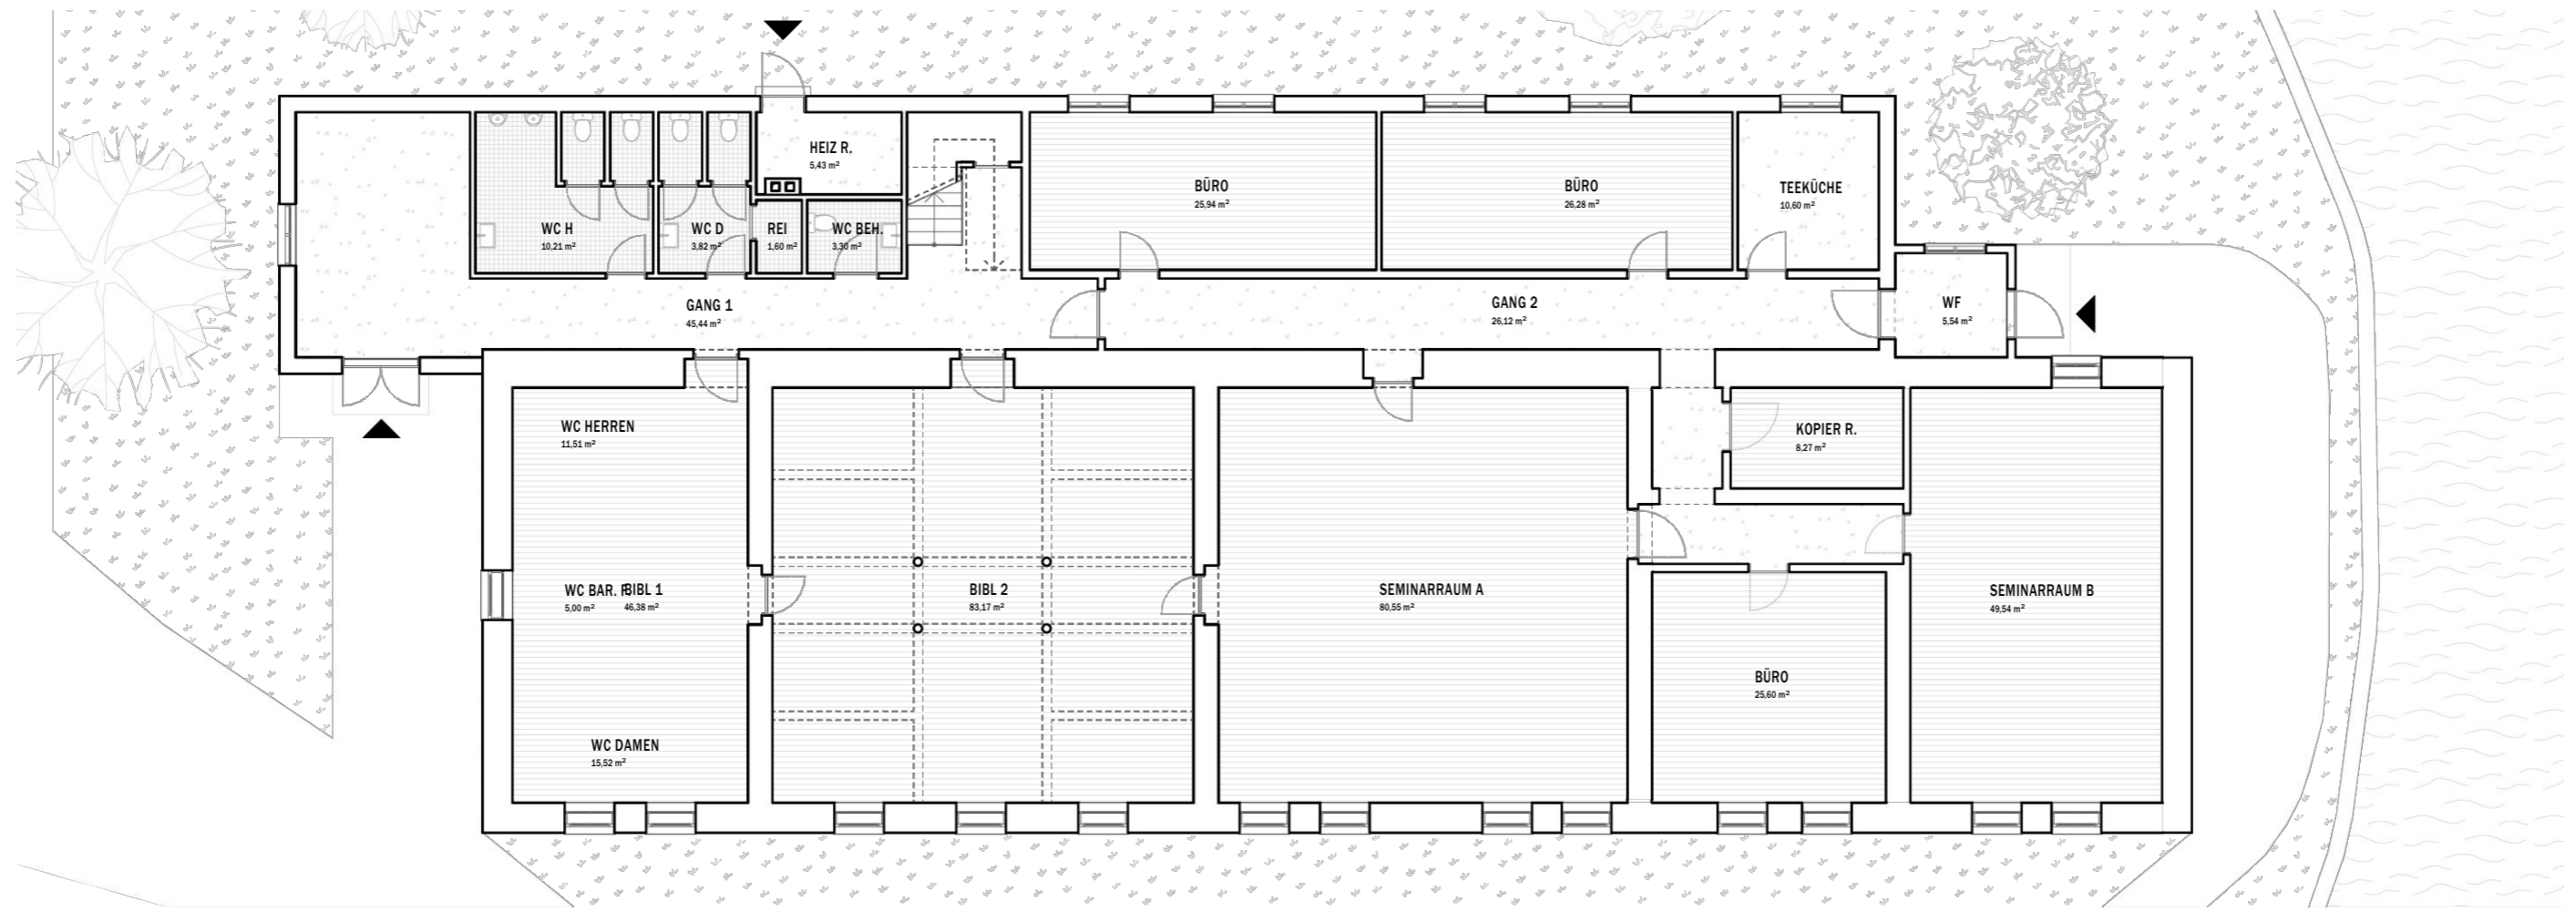 HEIZ R.
5,43 m²
BÜRO
25,94 m²
BÜRO
26,28 m²
TEEKÜCHE
10,60 m²
WC H
10,21 m²
WC D
3,82 m²
REI
1,60 m²
WC BEH.
3,30 m²
GANG 1
45,44 m²
GANG 2
26,12 m²
WF
5,54 m²
WC HERREN
11,51 m²
KOPIER R.
8,27 m²
WC BAR. F
5,00 m²
BIBL 1
46,38 m²
BIBL 2
83,17 m²
SEMINARRAUM A
80,55 m²
SEMINARRAUM B
49,54 m²
BÜRO
25,60 m²
WC DAMEN
15,52 m²